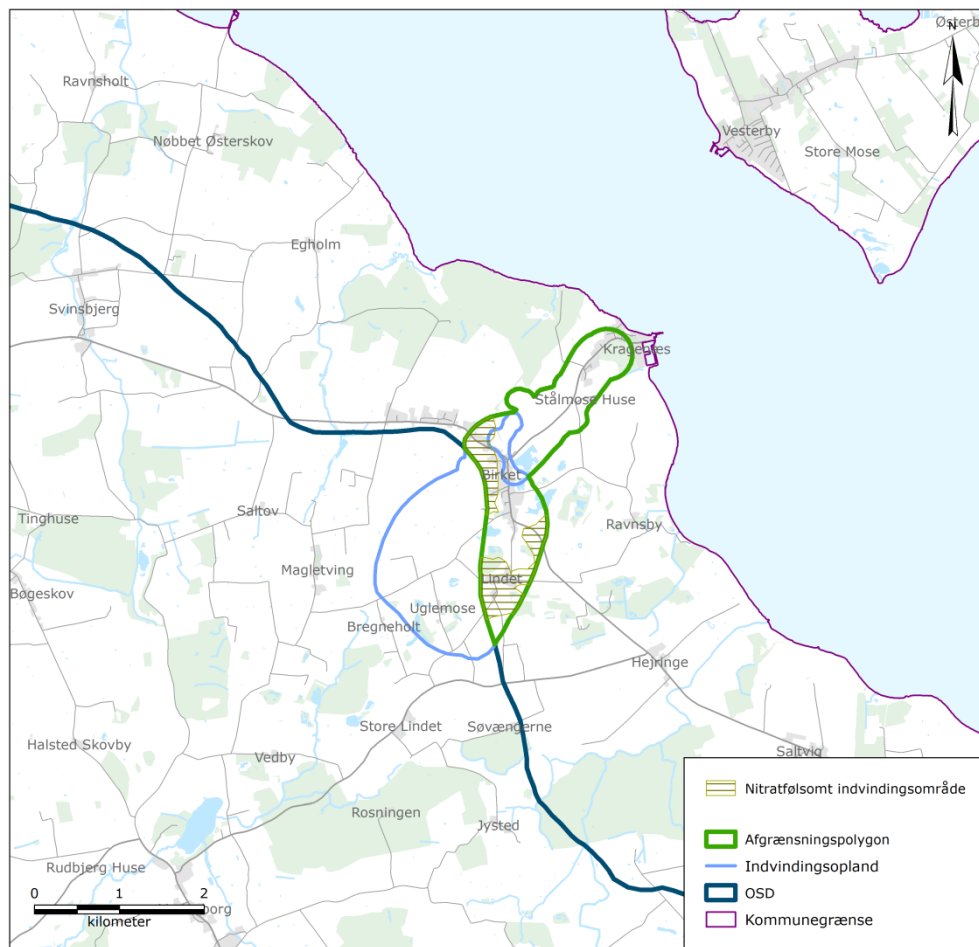 Østerb
N
Ravnsholt
Vesterby
Nøbbet Østerskov
Store Mose
Egholm
Svinsbjerg
Kragenæs
Stålmose Huse
Birket
Saltov
Tinghuse
Ravnsby
Magletving
Lindet
Bøgeskov
Uglemose
Bregneholt
Hejringe
Store Lindet
Søvængerne
Halsted Skovby
Vedby
Saltvig
Rosningen
Jysted
Rudbjerg Huse
borg
0 1 2
kilometer
Nitratfølsomt indvindingsområde
Afgrænsningspolygon
Indvindingsopland
OSD
Kommunegrænse